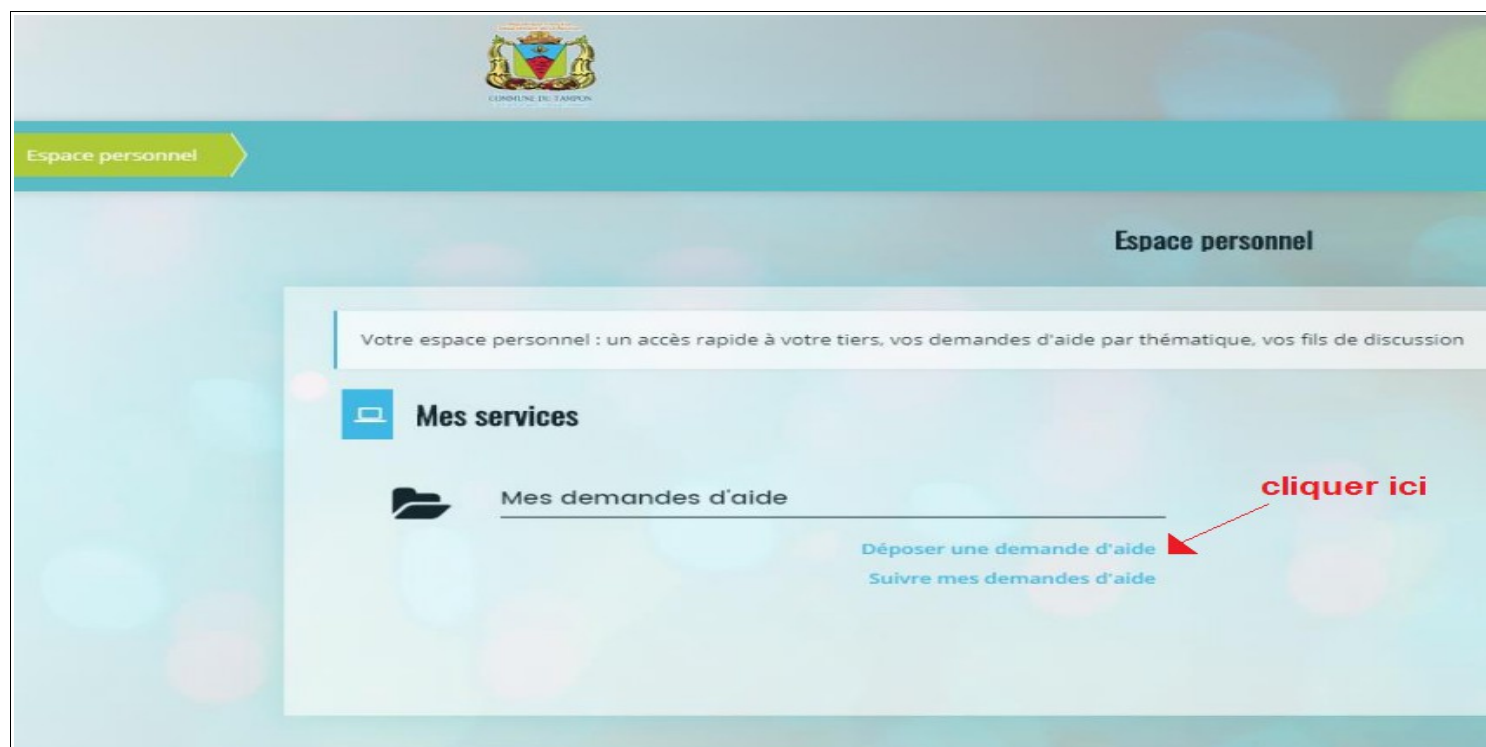 COMMUNE DU TAMPON
Espace personnel
Espace personnel
Votre espace personnel : un accès rapide à votre tiers, vos demandes d'aide par thématique, vos fils de discussion
Mes services
Mes demandes d'aide
cliquer ici
Déposer une demande d'aide
Suivre mes demandes d'aide